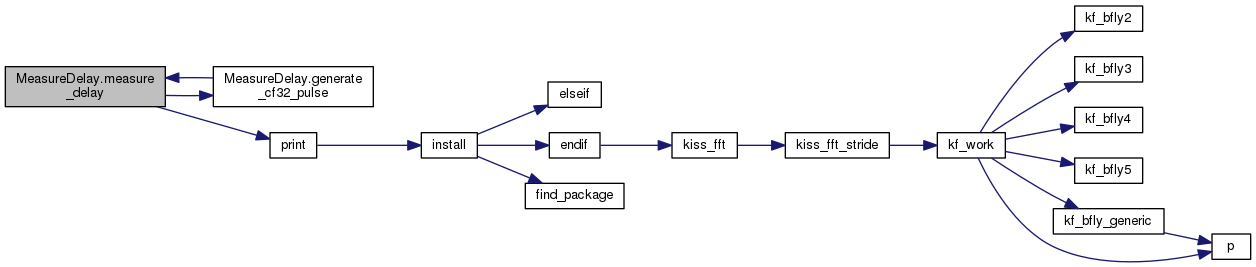 MeasureDelay.measure
_delay
MeasureDelay.generate
_cf32_pulse
print
install
elseif
endif
find_package
kiss_fft
kiss_fft_stride
kf_work
kf_bfly2
kf_bfly3
kf_bfly4
kf_bfly5
kf_bfly_generic
p